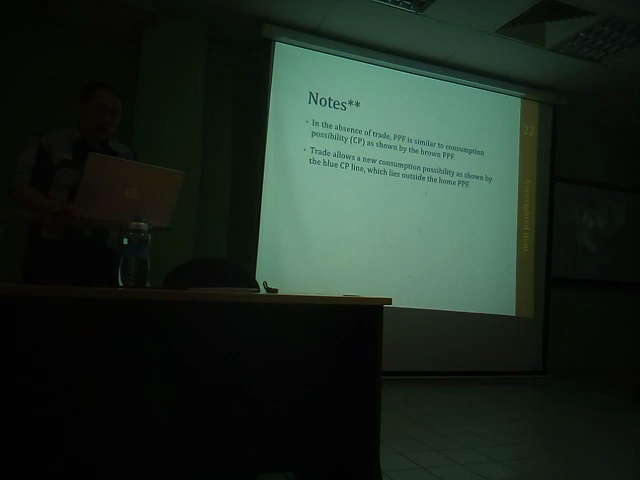 Notes**
• In the absence of trade, PPF is similar to consumption
possibility (CP) as shown by the brown PPF.
• Trade allows a new consumption possibility as shown by
the blue CP line, which lies outside the home PPF.
22